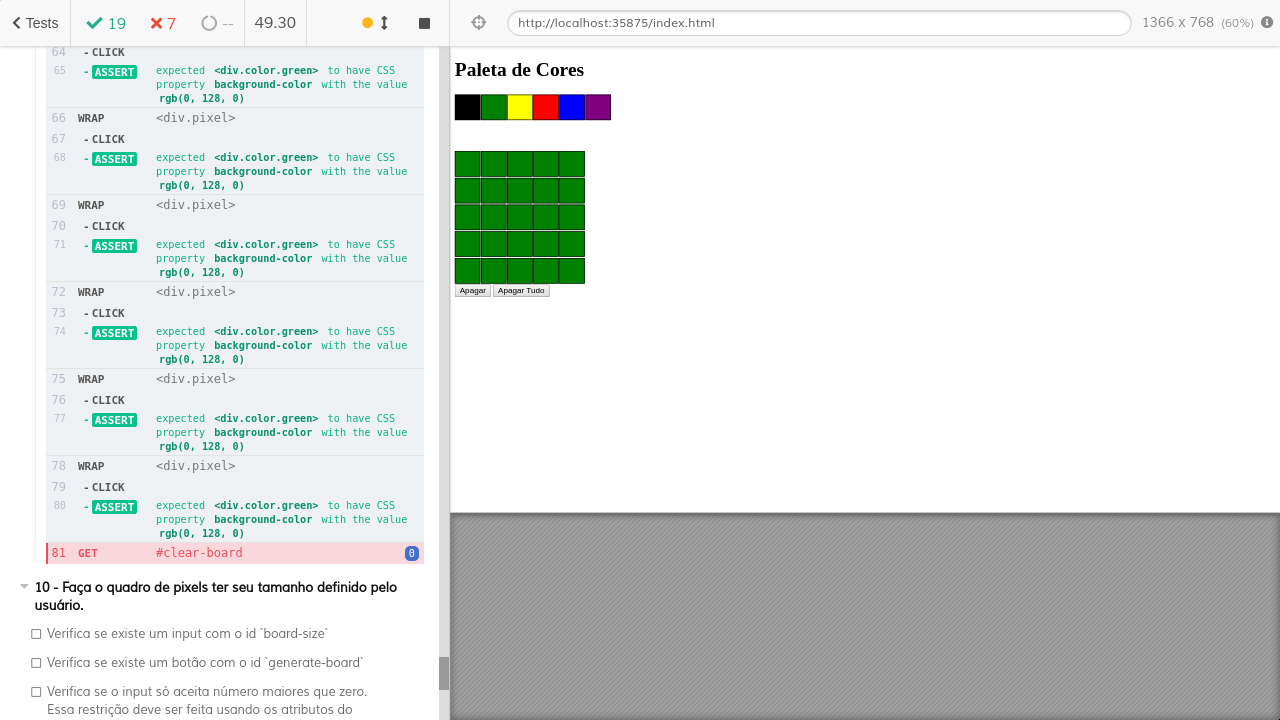 Tests 19 7 -- 49.30
http://localhost:35875/index.html 1366 x 768 (60%)
64 -CLICK
65 -ASSERT expected <div.color.green> to have CSS
property background-color with the value
rgb(0, 128, 0)
66 WRAP <div.pixel>
67 -CLICK
68 -ASSERT expected <div.color.green> to have CSS
property background-color with the value
rgb(0, 128, 0)
69 WRAP <div.pixel>
70 -CLICK
71 -ASSERT expected <div.color.green> to have CSS
property background-color with the value
rgb(0, 128, 0)
72 WRAP <div.pixel>
73 -CLICK
74 -ASSERT expected <div.color.green> to have CSS
property background-color with the value
rgb(0, 128, 0)
75 WRAP <div.pixel>
76 -CLICK
77 -ASSERT expected <div.color.green> to have CSS
property background-color with the value
rgb(0, 128, 0)
78 WRAP <div.pixel>
79 -CLICK
80 -ASSERT expected <div.color.green> to have CSS
property background-color with the value
rgb(0, 128, 0)
81 GET #clear-board 0
10 - Faça o quadro de pixels ter seu tamanho definido pelo
usuário.
Verifica se existe um input com o id `board-size`
Verifica se existe um botão com o id `generate-board`
Verifica se o input só aceita número maiores que zero.
Essa restrição deve ser feita usando os atributos do
Paleta de Cores
Apagar Apagar Tudo